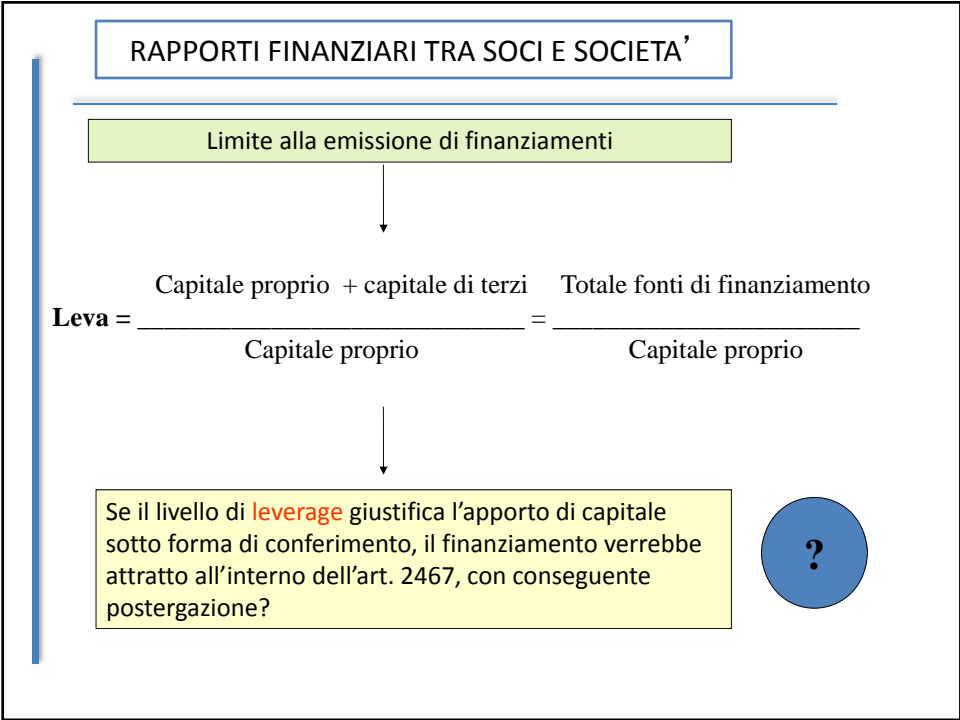 RAPPORTI FINANZIARI TRA SOCI E SOCIETA’
Limite alla emissione di finanziamenti
Capitale proprio + capitale di terzi Totale fonti di finanziamento
Leva = ____________________________ = ______________________
Capitale proprio Capitale proprio
Se il livello di leverage giustifica l’apporto di capitale
sotto forma di conferimento, il finanziamento verrebbe
attratto all’interno dell’art. 2467, con conseguente
postergazione?
?